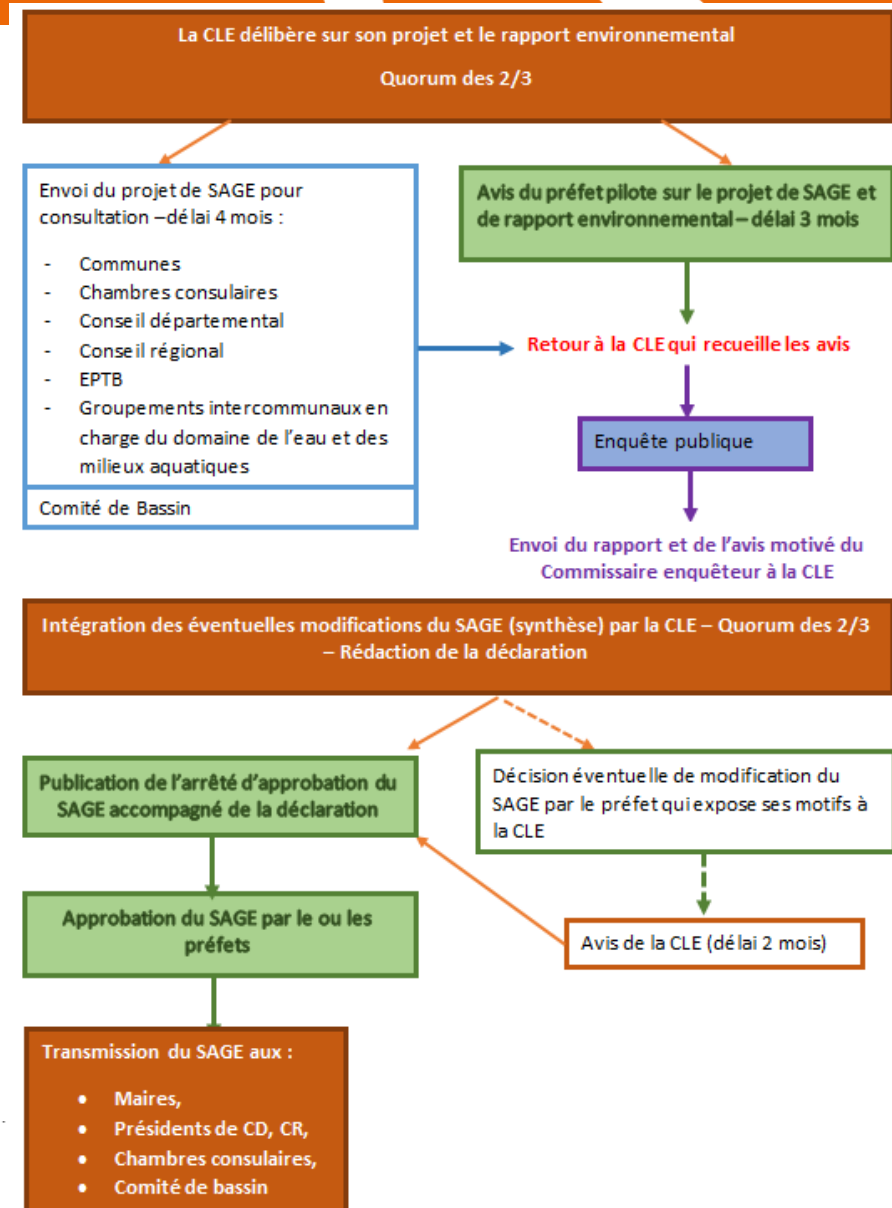 La CLE délibère sur son projet et le rapport environnemental
Quorum des 2/3
Envoi du projet de SAGE pour
consultation –délai 4 mois :
- Communes
- Chambres consulaires
- Conseil départemental
- Conseil régional
- EPTB
- Groupements intercommunaux en
charge du domaine de l'eau et des
milieux aquatiques
Comité de Bassin
Avis du préfet pilote sur le projet de SAGE et
de rapport environnemental – délai 3 mois
Retour à la CLE qui recueille les avis
Enquête publique
Envoi du rapport et de l'avis motivé du
Commissaire enquêteur à la CLE
Intégration des éventuelles modifications du SAGE (synthèse) par la CLE – Quorum des 2/3
– Rédaction de la déclaration
Publication de l'arrêté d'approbation du
SAGE accompagné de la déclaration
Décision éventuelle de modification du
SAGE par le préfet qui expose ses motifs à
la CLE
Approbation du SAGE par le ou les
préfets
Avis de la CLE (délai 2 mois)
Transmission du SAGE aux :
• Maires,
• Présidents de CD, CR,
• Chambres consulaires,
• Comité de bassin